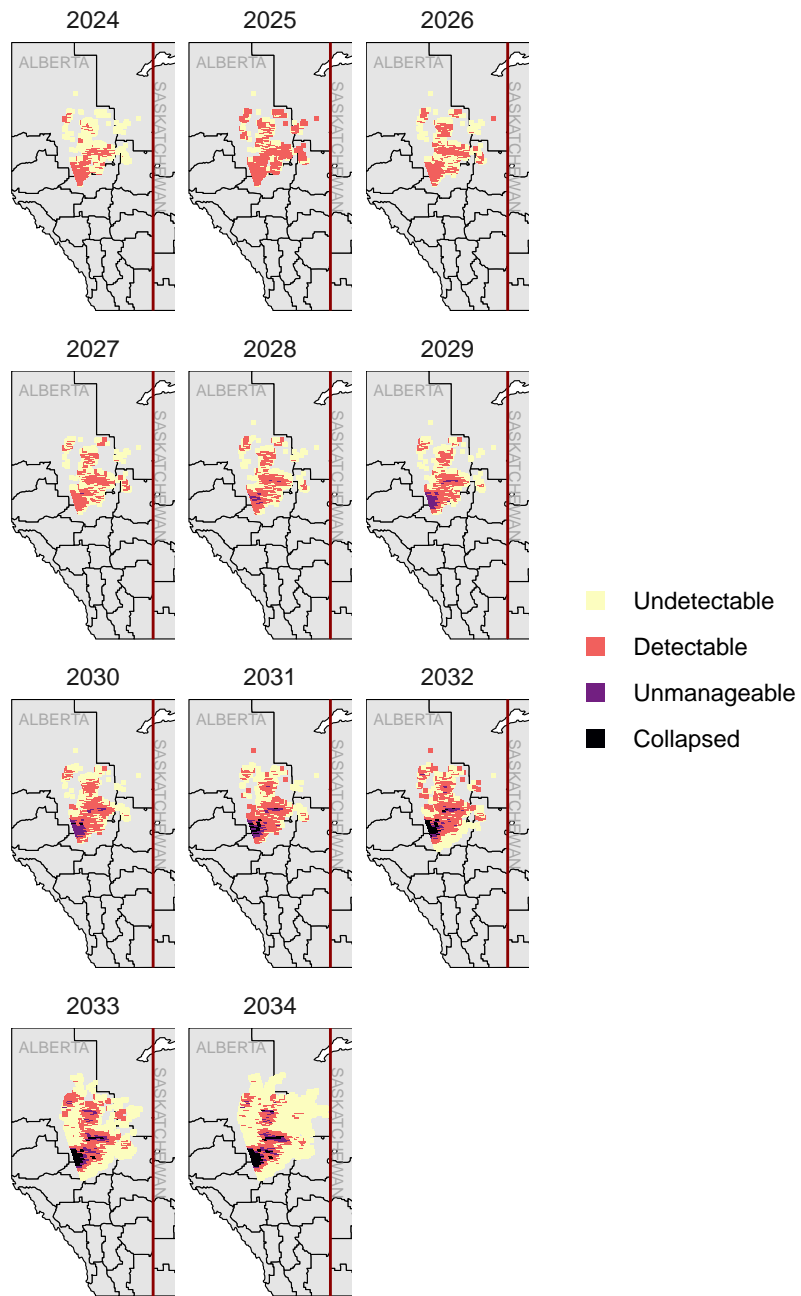 2024
2025
2026
ALBERTA
SASKATCHEWAN
ALBERTA
SASKATCHEWAN
ALBERTA
SASKATCHEWAN
2027
2028
2029
ALBERTA
SASKATCHEWAN
ALBERTA
SASKATCHEWAN
ALBERTA
SASKATCHEWAN
Undetectable
Detectable
Unmanageable
Collapsed
2030
2031
2032
ALBERTA
SASKATCHEWAN
ALBERTA
SASKATCHEWAN
ALBERTA
SASKATCHEWAN
2033
2034
ALBERTA
SASKATCHEWAN
ALBERTA
SASKATCHEWAN